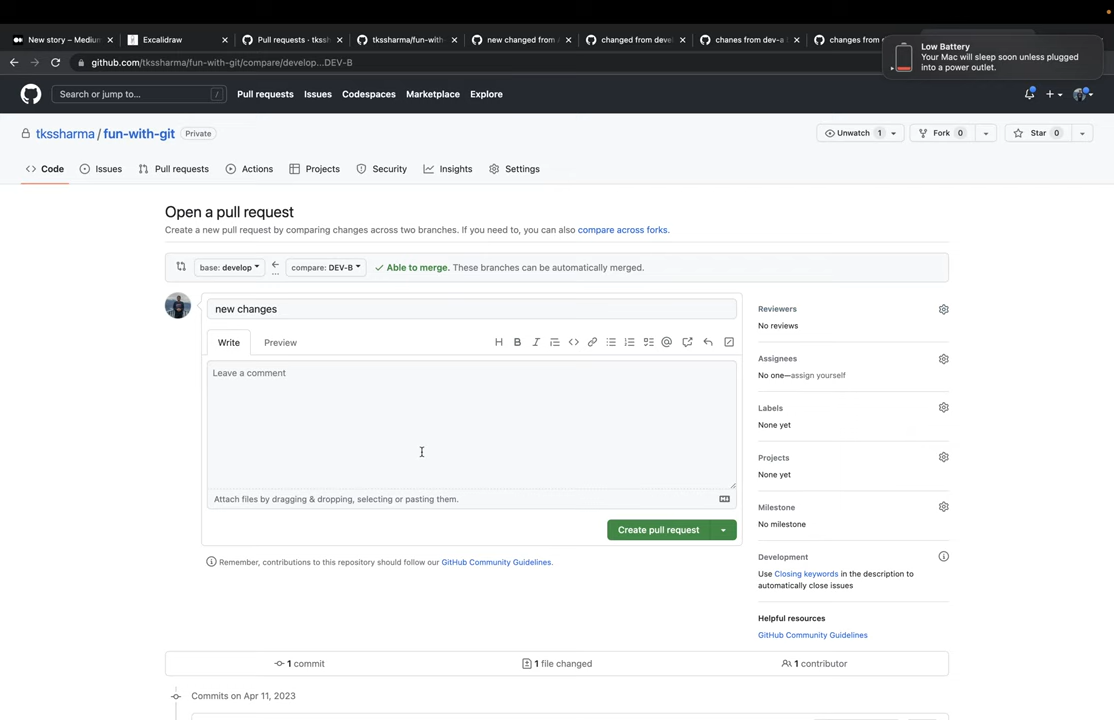 New story – Medium
Excalidraw
Pull requests · tkssh
tkssharma/fun-with-
new changed from
changed from deve
chanes from dev-a
changes from
Low Battery
Your Mac will sleep soon unless plugged
into a power outlet.
github.com/tkssharma/fun-with-git/compare/develop...DEV-B
Search or jump to...
/
Pull requests
Issues
Codespaces
Marketplace
Explore
tkssharma / fun-with-git
Private
Unwatch 1
Fork 0
Star 0
Code
Issues
Pull requests
Actions
Projects
Security
Insights
Settings
Open a pull request
Create a new pull request by comparing changes across two branches. If you need to, you can also compare across forks.
base: develop
...
compare: DEV-B
Able to merge. These branches can be automatically merged.
new changes
Write
Preview
Leave a comment
Attach files by dragging & dropping, selecting or pasting them.
Create pull request
Remember, contributions to this repository should follow our GitHub Community Guidelines.
Reviewers
No reviews
Assignees
No one—assign yourself
Labels
None yet
Projects
None yet
Milestone
No milestone
Development
Use Closing keywords in the description to
automatically close issues
Helpful resources
GitHub Community Guidelines
1 commit
1 file changed
1 contributor
Commits on Apr 11, 2023